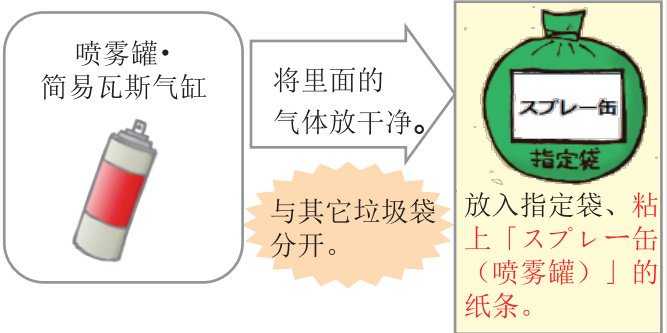 喷雾罐•
简易瓦斯气缸
将里面的
气体放干净。
与其它垃圾袋
分开。
スプレー缶
指定袋
放入指定袋、粘
上「スプレー缶
（喷雾罐）」的
纸条。